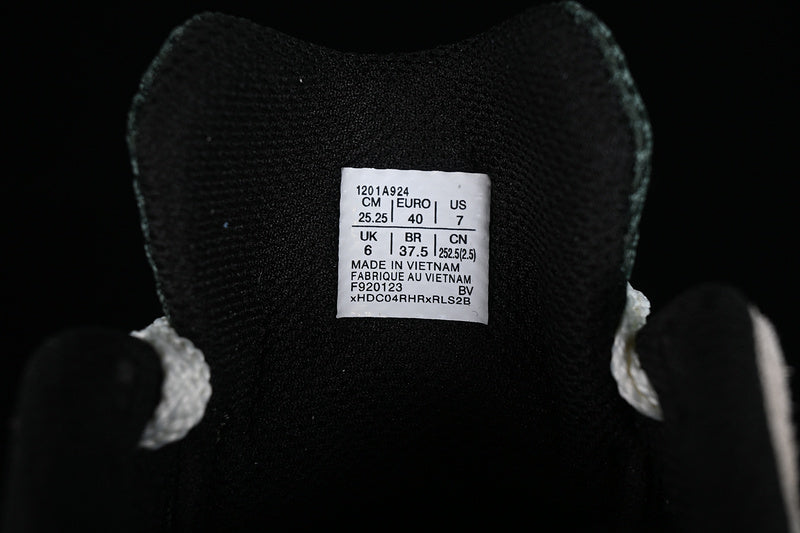 1201A924
CM EURO US
25.25 40 7
UK BR CN
6 37.5 252.5(2.5)
MADE IN VIETNAM
FABRIQUE AU VIETNAM
F920123 BV
xHDC04RHRxRLS2B